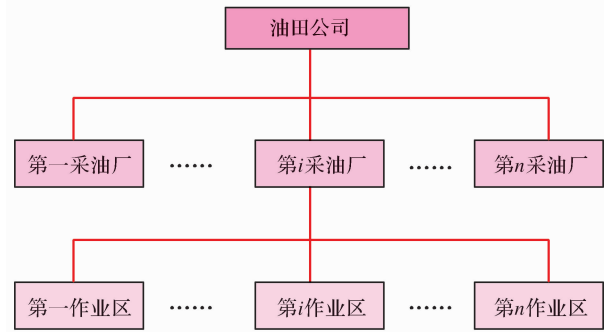 油田公司
第一采油厂 …… 第i采油厂 …… 第n采油厂
第一作业区 …… 第i作业区 …… 第n作业区